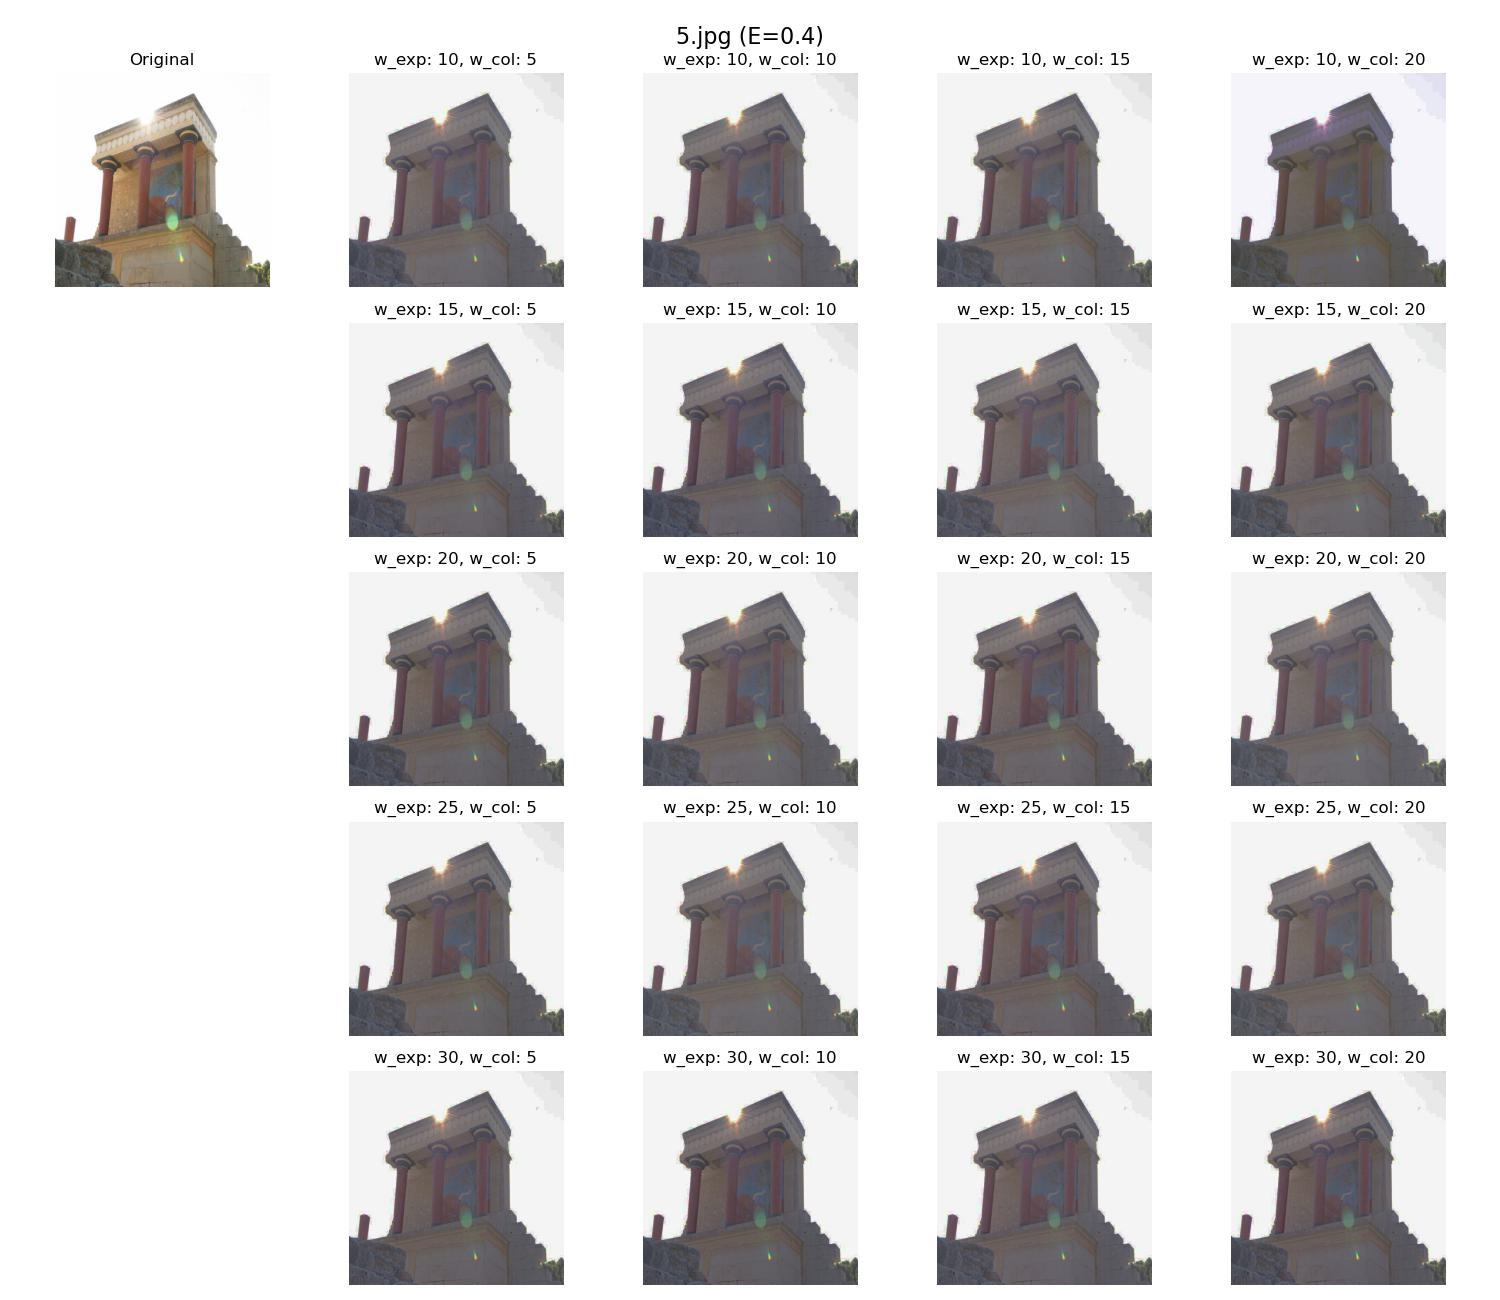 5.jpg (E=0.4)
Original
w_exp: 10, w_col: 5
w_exp: 10, w_col: 10
w_exp: 10, w_col: 15
w_exp: 10, w_col: 20
w_exp: 15, w_col: 5
w_exp: 15, w_col: 10
w_exp: 15, w_col: 15
w_exp: 15, w_col: 20
w_exp: 20, w_col: 5
w_exp: 20, w_col: 10
w_exp: 20, w_col: 15
w_exp: 20, w_col: 20
w_exp: 25, w_col: 5
w_exp: 25, w_col: 10
w_exp: 25, w_col: 15
w_exp: 25, w_col: 20
w_exp: 30, w_col: 5
w_exp: 30, w_col: 10
w_exp: 30, w_col: 15
w_exp: 30, w_col: 20